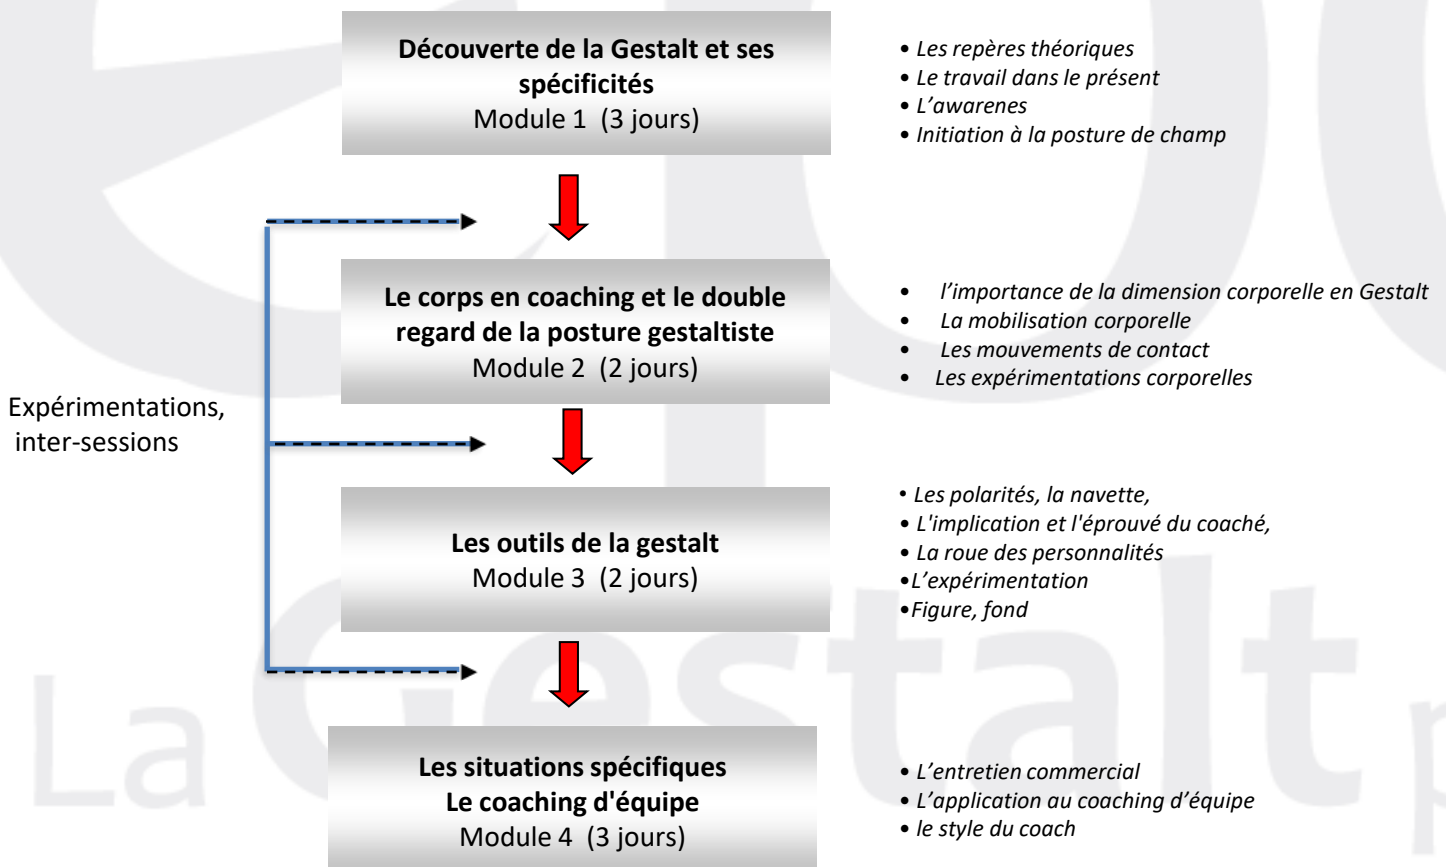 Découverte de la Gestalt et ses
spécificités
Module 1 (3 jours)
• Les repères théoriques
• Le travail dans le présent
• L’awarenes
• Initiation à la posture de champ
Le corps en coaching et le double
regard de la posture gestaltiste
Module 2 (2 jours)
• l’importance de la dimension corporelle en Gestalt
• La mobilisation corporelle
• Les mouvements de contact
• Les expérimentations corporelles
Expérimentations,
inter-sessions
Les outils de la gestalt
Module 3 (2 jours)
• Les polarités, la navette,
• L'implication et l'éprouvé du coaché,
• La roue des personnalités
•L’expérimentation
•Figure, fond
Les situations spécifiques
Le coaching d'équipe
Module 4 (3 jours)
• L’entretien commercial
• L’application au coaching d’équipe
• le style du coach
La Gestalt p